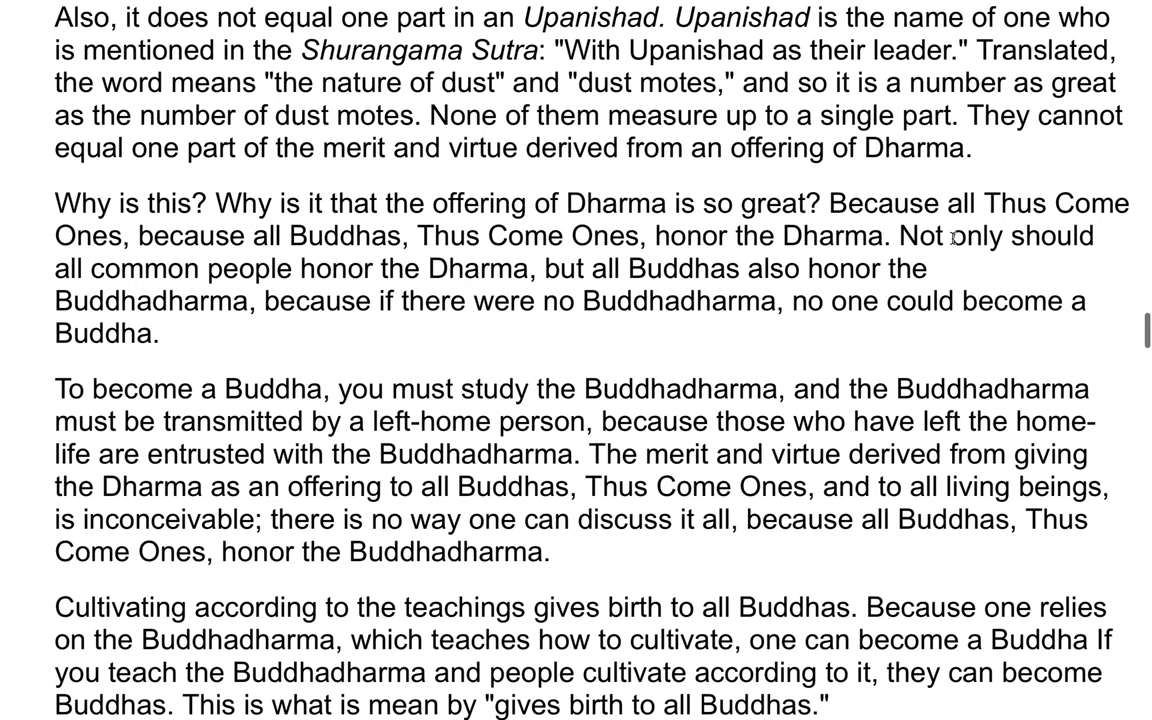 Also, it does not equal one part in an Upanishad. Upanishad is the name of one who
is mentioned in the Shurangama Sutra: "With Upanishad as their leader." Translated,
the word means "the nature of dust" and "dust motes," and so it is a number as great
as the number of dust motes. None of them measure up to a single part. They cannot
equal one part of the merit and virtue derived from an offering of Dharma.
Why is this? Why is it that the offering of Dharma is so great? Because all Thus Come
Ones, because all Buddhas, Thus Come Ones, honor the Dharma. Not only should
all common people honor the Dharma, but all Buddhas also honor the
Buddhadharma, because if there were no Buddhadharma, no one could become a
Buddha.
To become a Buddha, you must study the Buddhadharma, and the Buddhadharma
must be transmitted by a left-home person, because those who have left the home-
life are entrusted with the Buddhadharma. The merit and virtue derived from giving
the Dharma as an offering to all Buddhas, Thus Come Ones, and to all living beings,
is inconceivable; there is no way one can discuss it all, because all Buddhas, Thus
Come Ones, honor the Buddhadharma.
Cultivating according to the teachings gives birth to all Buddhas. Because one relies
on the Buddhadharma, which teaches how to cultivate, one can become a Buddha If
you teach the Buddhadharma and people cultivate according to it, they can become
Buddhas. This is what is mean by "gives birth to all Buddhas."